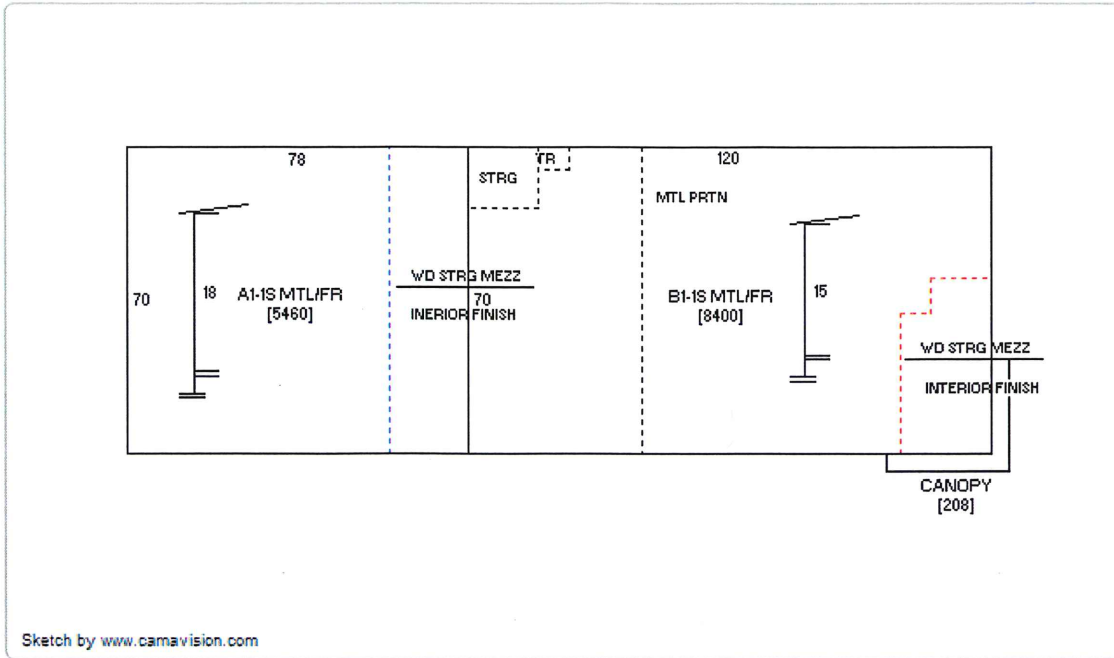 78
TR
120
STRG
MTL PRTN
70
18
A1-1S MTL/FR
[5460]
WD STRG MEZZ
INERIOR FINISH
70
B1-1S MTL/FR
[8400]
15
WD STRG MEZZ
INTERIOR FINISH
CANOPY
[208]
Sketch by www.camavision.com